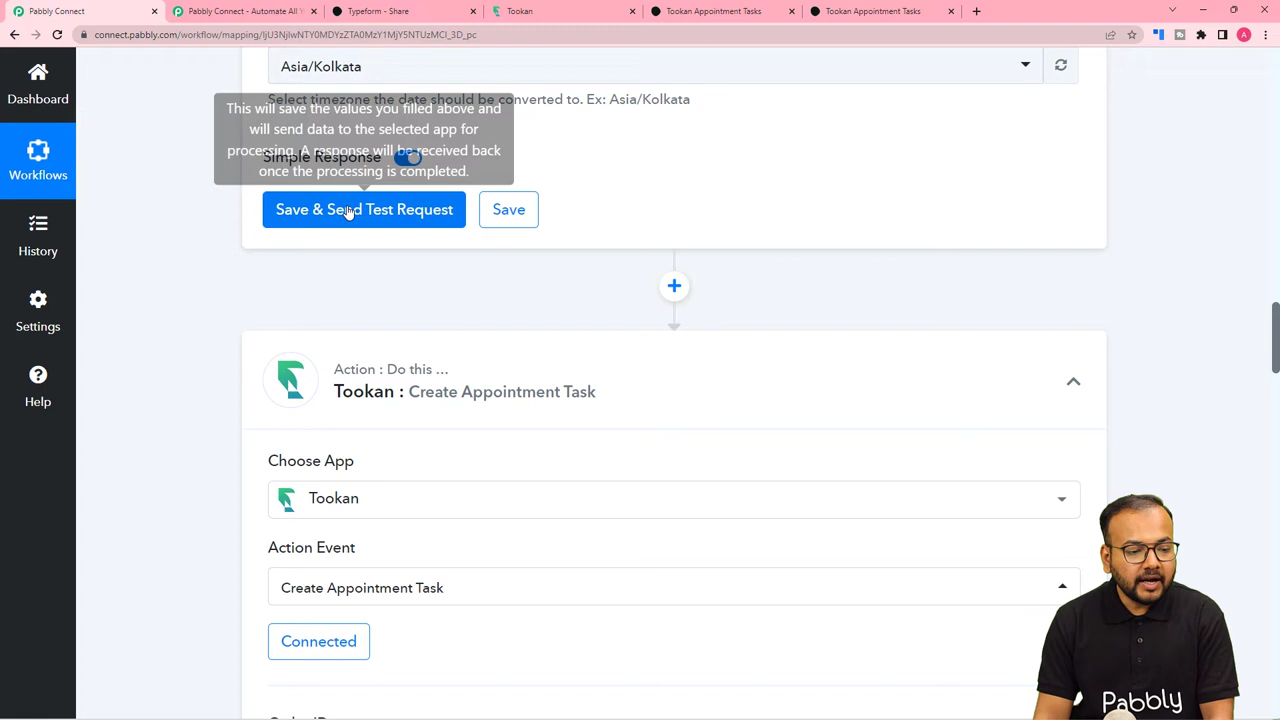 Pabbly Connect
Pabbly Connect - Automate All Y
Typeform - Share
Tookan
Tookan Appointment Tasks
Tookan Appointment Tasks
connect.pabbly.com/workflow/mapping/IjU3NjIwNTY0MDYzZTA0MzY1MjY5NTUzMCI_3D_pc
A
Dashboard
Workflows
History
Settings
Help
Asia/Kolkata
Select timezone the date should be converted to. Ex: Asia/Kolkata
This will save the values you filled above and
will send data to the selected app for
processing. A response will be received back
once the processing is completed.
Simple Response
Save & Send Test Request
Save
Action : Do this ...
Tookan : Create Appointment Task
Choose App
Tookan
Action Event
Create Appointment Task
Connected
Pabbly